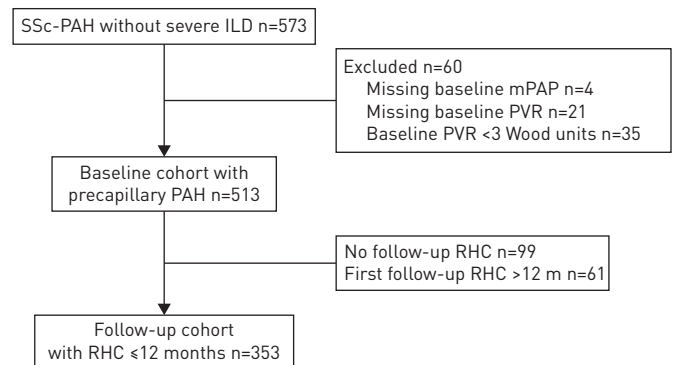 SSc-PAH without severe ILD n=573
Excluded n=60
Missing baseline mPAP n=4
Missing baseline PVR n=21
Baseline PVR <3 Wood units n=35
Baseline cohort with
precapillary PAH n=513
No follow-up RHC n=99
First follow-up RHC >12 m n=61
Follow-up cohort
with RHC ⩽12 months n=353